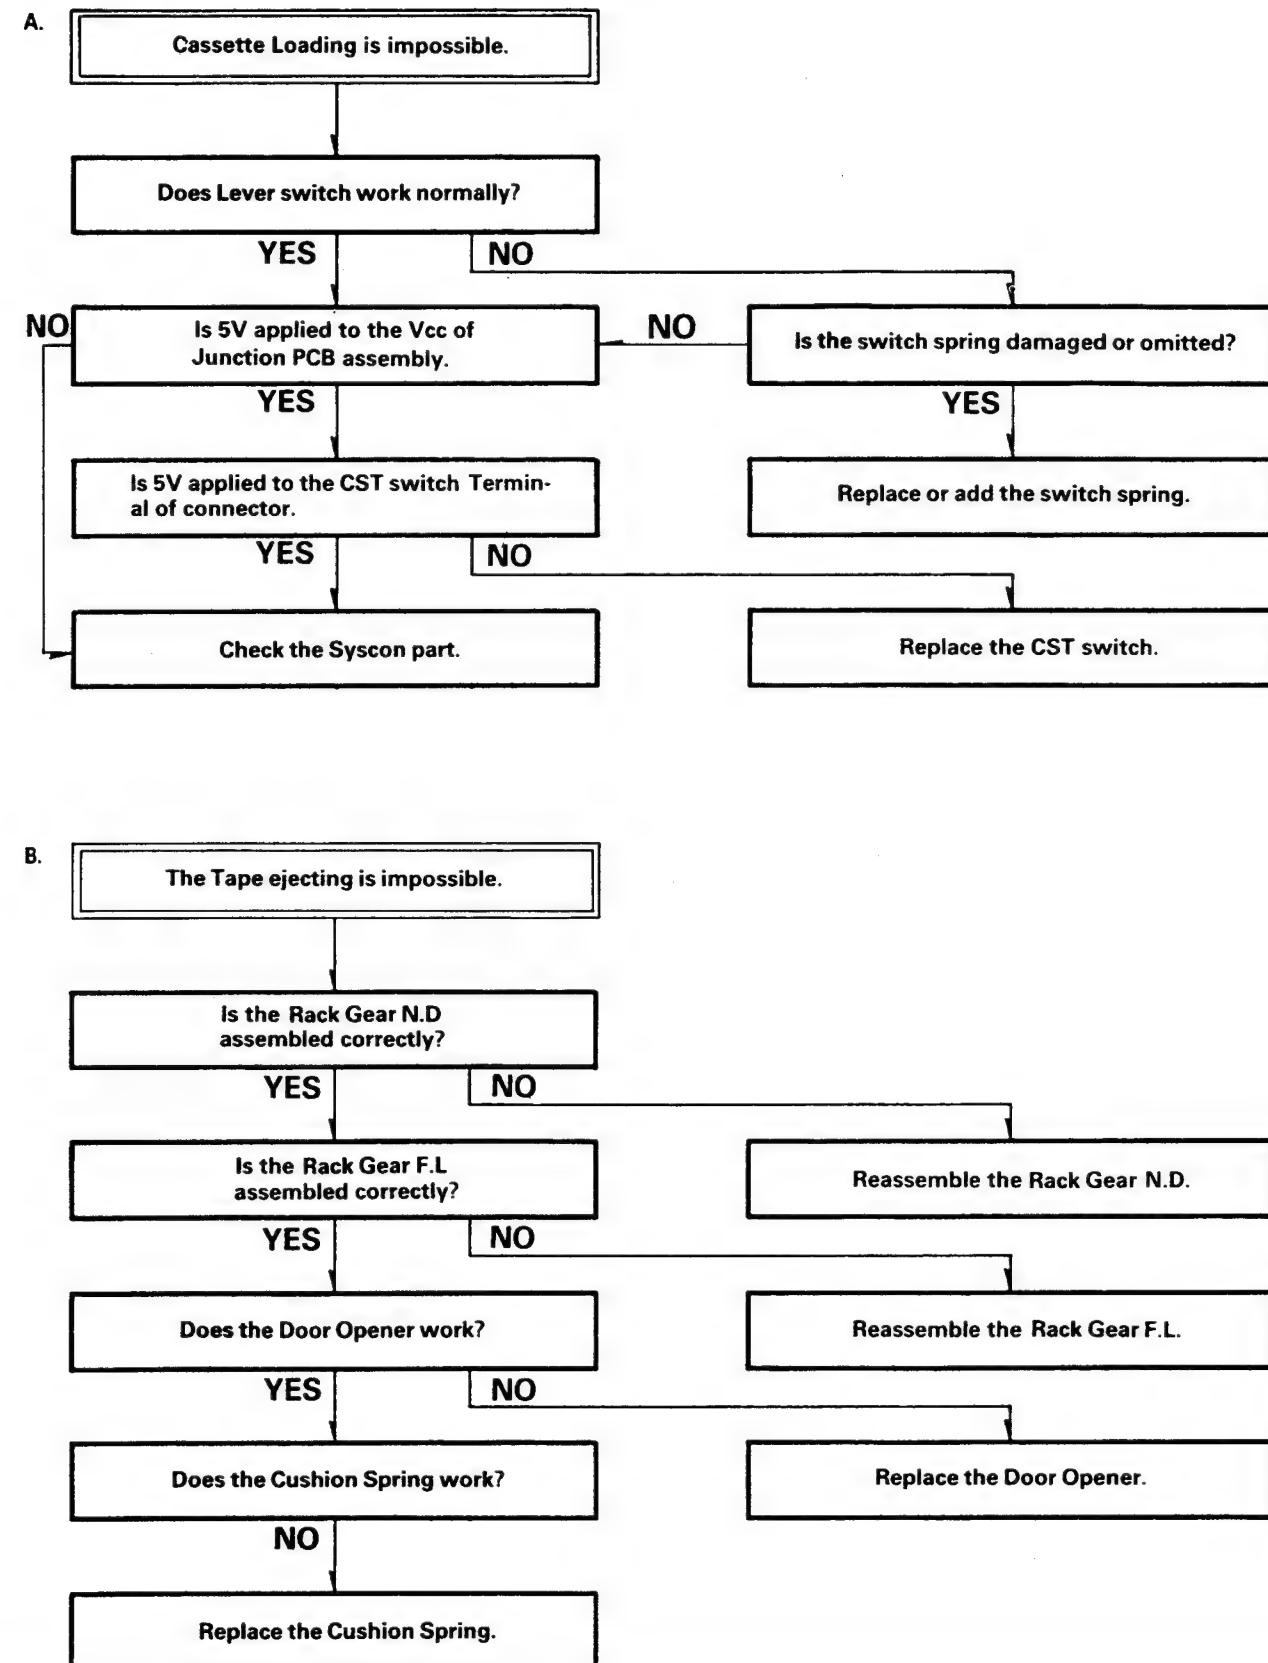 A.
Cassette Loading is impossible.
Does Lever switch work normally?
YES
NO
NO
Is 5V applied to the Vcc of
Junction PCB assembly.
NO
Is the switch spring damaged or omitted?
YES
YES
Is 5V applied to the CST switch Termin-
al of connector.
Replace or add the switch spring.
YES
NO
Check the Syscon part.
Replace the CST switch.
B.
The Tape ejecting is impossible.
Is the Rack Gear N.D
assembled correctly?
YES
NO
Is the Rack Gear F.L
assembled correctly?
Reassemble the Rack Gear N.D.
YES
NO
Does the Door Opener work?
Reassemble the Rack Gear F.L.
YES
NO
Does the Cushion Spring work?
Replace the Door Opener.
NO
Replace the Cushion Spring.